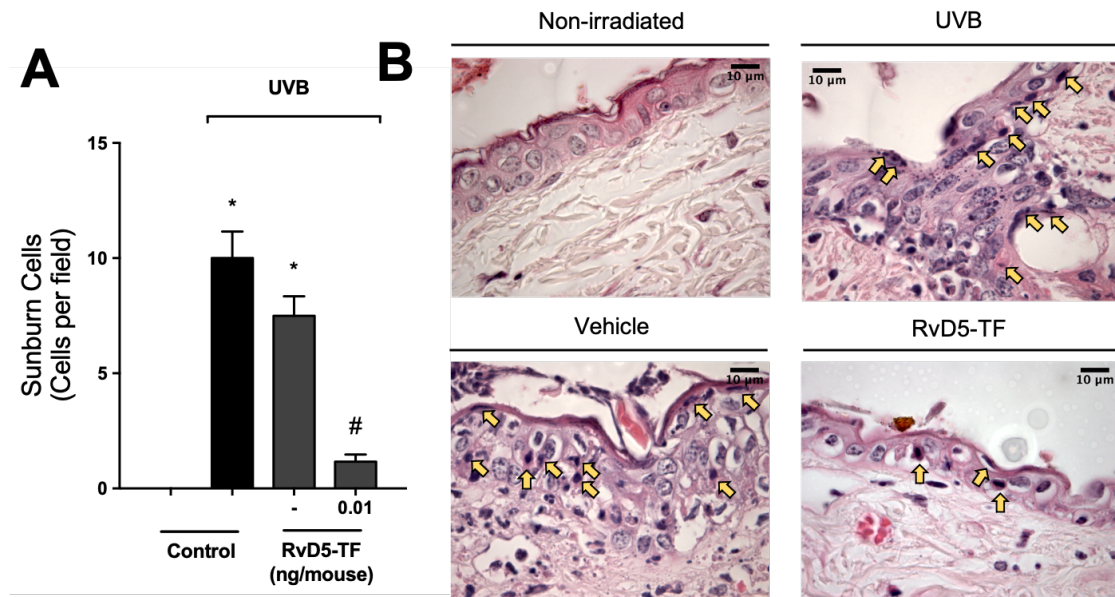 A
UVB
Sunburn Cells
(Cells per field)
15
10
5
0
*
*
#
-
0.01
Control
RvD5-TF
(ng/mouse)
B
Non-irradiated
10 µm
UVB
10 µm
Vehicle
10 µm
RvD5-TF
10 µm